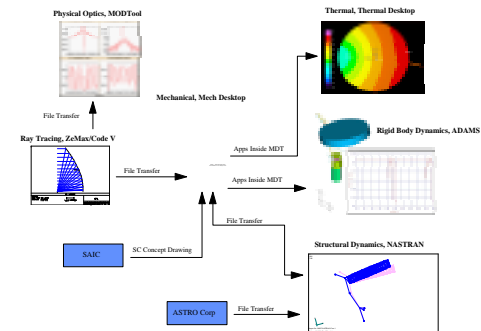 Physical Optics, MODTool
Thermal, Thermal Desktop
File Transfer
Mechanical, Mech Desktop
Rigid Body Dynamics, ADAMS
Ray Tracing, ZeMax/Code V
Apps Inside MDT
File Transfer
Apps Inside MDT
File Transfer
SAIC
SC Concept Drawing
Structural Dynamics, NASTRAN
ASTRO Corp
File Transfer